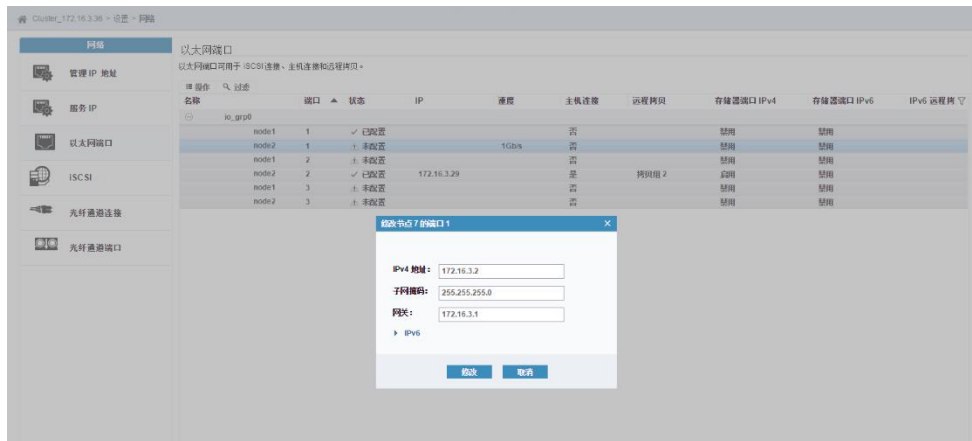 Cluster_172.16.3.36 > 设置 > 网络
网络
管理 IP 地址
服务 IP
以太网端口
iSCSI
光纤通道连接
光纤通道端口
以太网端口
以太网端口可用于 iSCSI 连接、主机连接和远程拷贝。
操作 过滤
名称 端口 状态 IP 速度 主机连接 远程拷贝 存储器端口 IPv4 存储器端口 IPv6 IPv6 远程拷
io_grp0
node1 1 已配置 否 禁用 禁用
node2 1 未配置 1Gb/s 否 禁用 禁用
node1 2 未配置 否 禁用 禁用
node2 2 已配置 172.16.3.29 是 拷贝组 2 启用 禁用
node1 3 未配置 否 禁用 禁用
node2 3 未配置 否 禁用 禁用
修改节点 7 的端口 1
IPv4 地址： 172.16.3.2
子网掩码： 255.255.255.0
网关： 172.16.3.1
IPv6
修改 取消